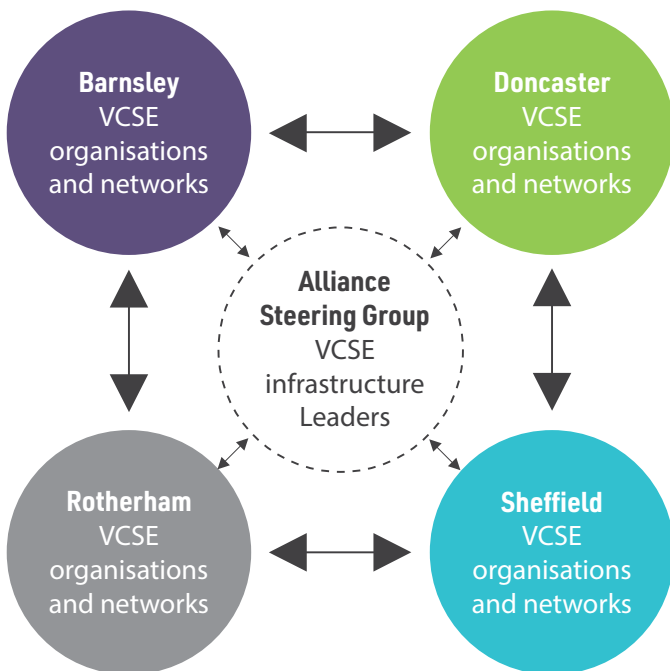 Barnsley
VCSE
organisations
and networks
Doncaster
VCSE
organisations
and networks
Alliance
Steering Group
VCSE
infrastructure
Leaders
Rotherham
VCSE
organisations
and networks
Sheffield
VCSE
organisations
and networks